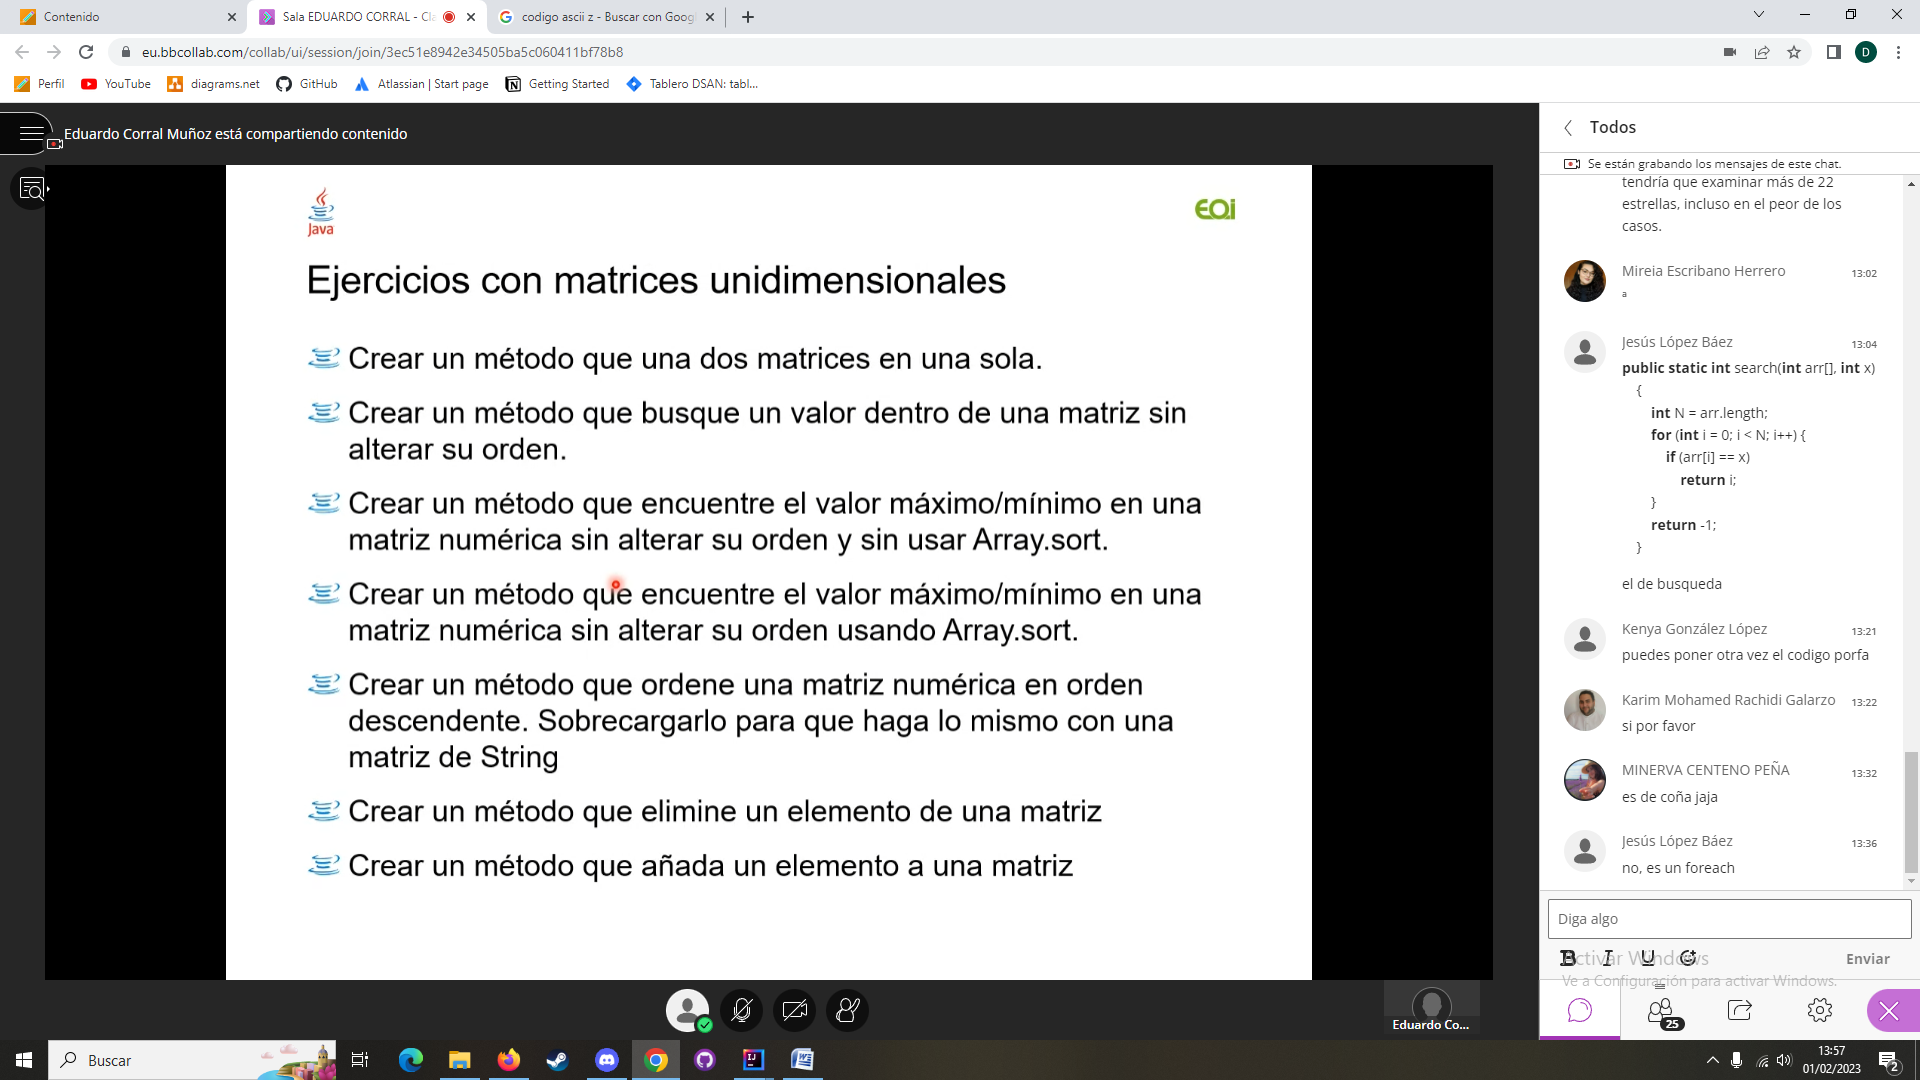 Contenido
Sala EDUARDO CORRAL - Cl
codigo ascii z - Buscar con Goog
eu.bbcollab.com/collab/ui/session/join/3ec51e8942e34505ba5c060411bf78b8
D
Perfil
YouTube
diagrams.net
GitHub
Atlassian | Start page
Getting Started
Tablero DSAN: tabl...
Eduardo Corral Muñoz está compartiendo contenido
Java
EOi
Ejercicios con matrices unidimensionales
Crear un método que una dos matrices en una sola.
Crear un método que busque un valor dentro de una matriz sin
alterar su orden.
Crear un método que encuentre el valor máximo/mínimo en una
matriz numérica sin alterar su orden y sin usar Array.sort.
Crear un método que encuentre el valor máximo/mínimo en una
matriz numérica sin alterar su orden usando Array.sort.
Crear un método que ordene una matriz numérica en orden
descendente. Sobrecargarlo para que haga lo mismo con una
matriz de String
Crear un método que elimine un elemento de una matriz
Crear un método que añada un elemento a una matriz
Eduardo Co...
Todos
Se están grabando los mensajes de este chat.
tendría que examinar más de 22
estrellas, incluso en el peor de los
casos.
Mireia Escribano Herrero 13:02
a
Jesús López Báez 13:04
public static int search(int arr[], int x)
{
int N = arr.length;
for (int i = 0; i < N; i++) {
if (arr[i] == x)
return i;
}
return -1;
}
el de busqueda
Kenya González López 13:21
puedes poner otra vez el codigo porfa
Karim Mohamed Rachidi Galarzo 13:22
si por favor
MINERVA CENTENO PEÑA 13:32
es de coña jaja
Jesús López Báez 13:36
no, es un foreach
Diga algo
B I U
Enviar
Activar Windows
Ve a Configuración para activar Windows.
25
Buscar
13:57
01/02/2023
2